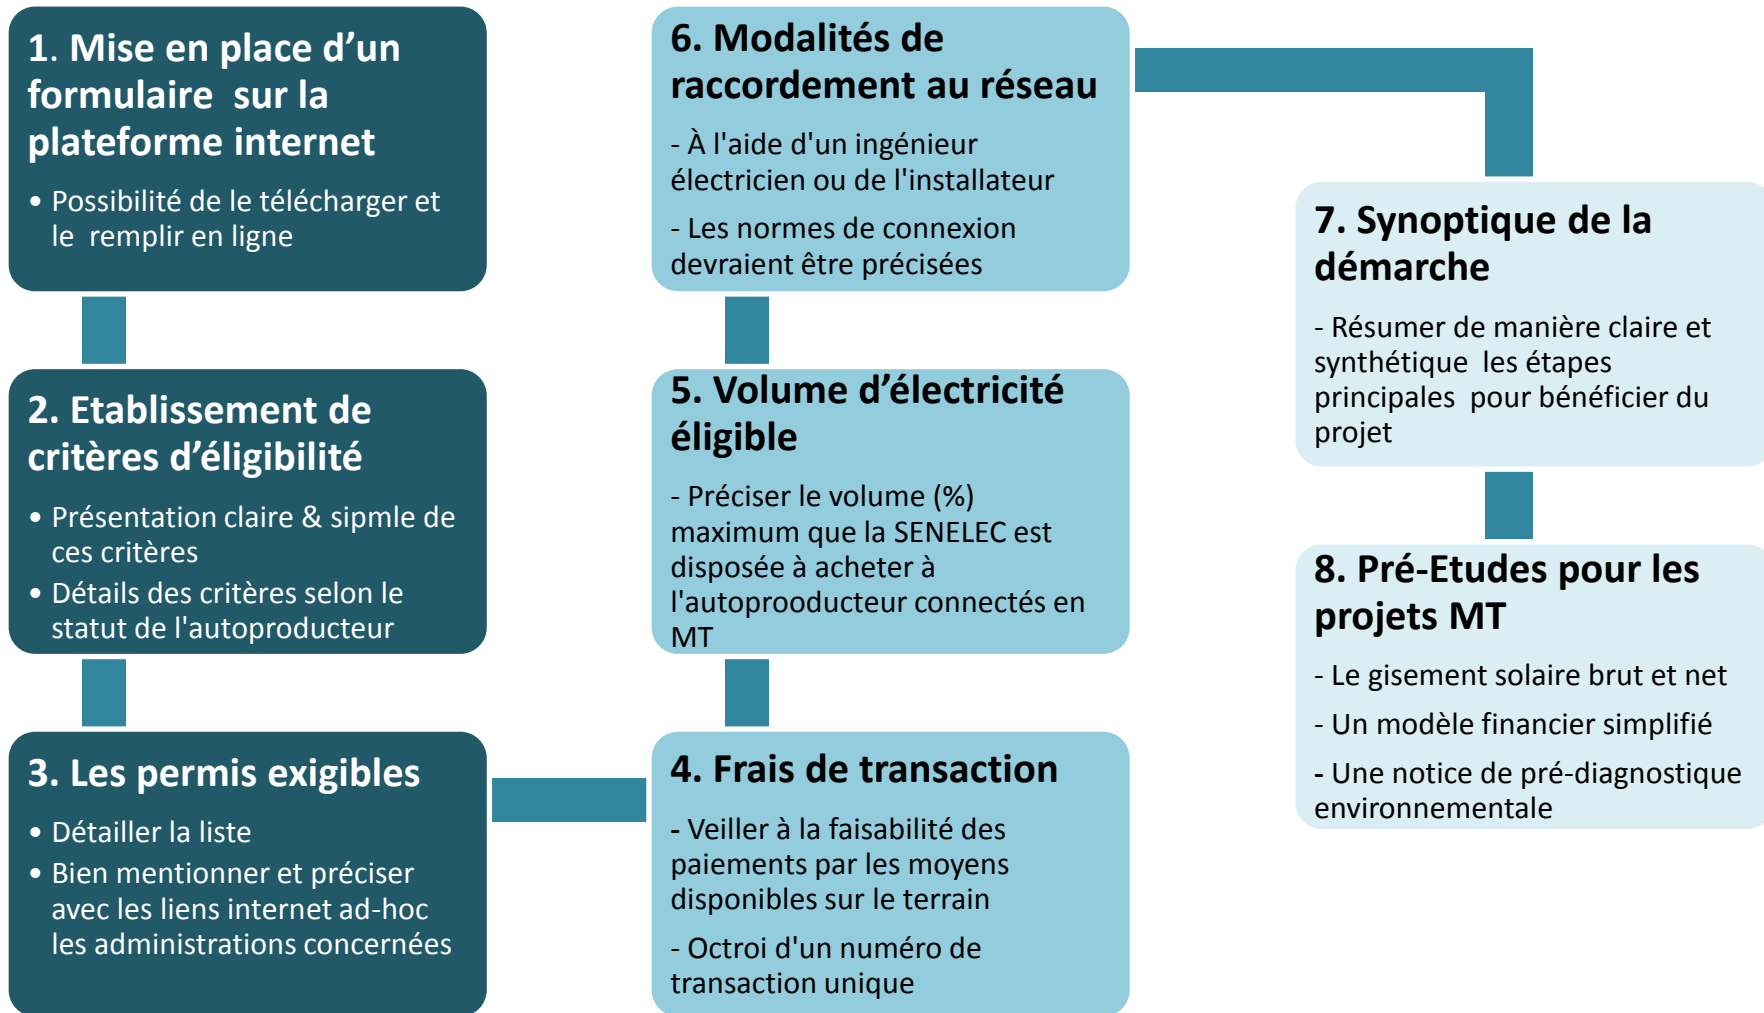 1. Mise en place d’un
formulaire sur la
plateforme internet
• Possibilité de le télécharger et
le remplir en ligne
2. Etablissement de
critères d’éligibilité
• Présentation claire & sipmle de
ces critères
• Détails des critères selon le
statut de l'autoproducteur
3. Les permis exigibles
• Détailler la liste
• Bien mentionner et préciser
avec les liens internet ad-hoc
les administrations concernées
4. Frais de transaction
- Veiller à la faisabilité des
paiements par les moyens
disponibles sur le terrain
- Octroi d'un numéro de
transaction unique
5. Volume d’électricité
éligible
- Préciser le volume (%)
maximum que la SENELEC est
disposée à acheter à
l'autoprooducteur connectés en
MT
6. Modalités de
raccordement au réseau
- À l'aide d'un ingénieur
électricien ou de l'installateur
- Les normes de connexion
devraient être précisées
7. Synoptique de la
démarche
- Résumer de manière claire et
synthétique les étapes
principales pour bénéficier du
projet
8. Pré-Etudes pour les
projets MT
- Le gisement solaire brut et net
- Un modèle financier simplifié
- Une notice de pré-diagnostique
environnementale